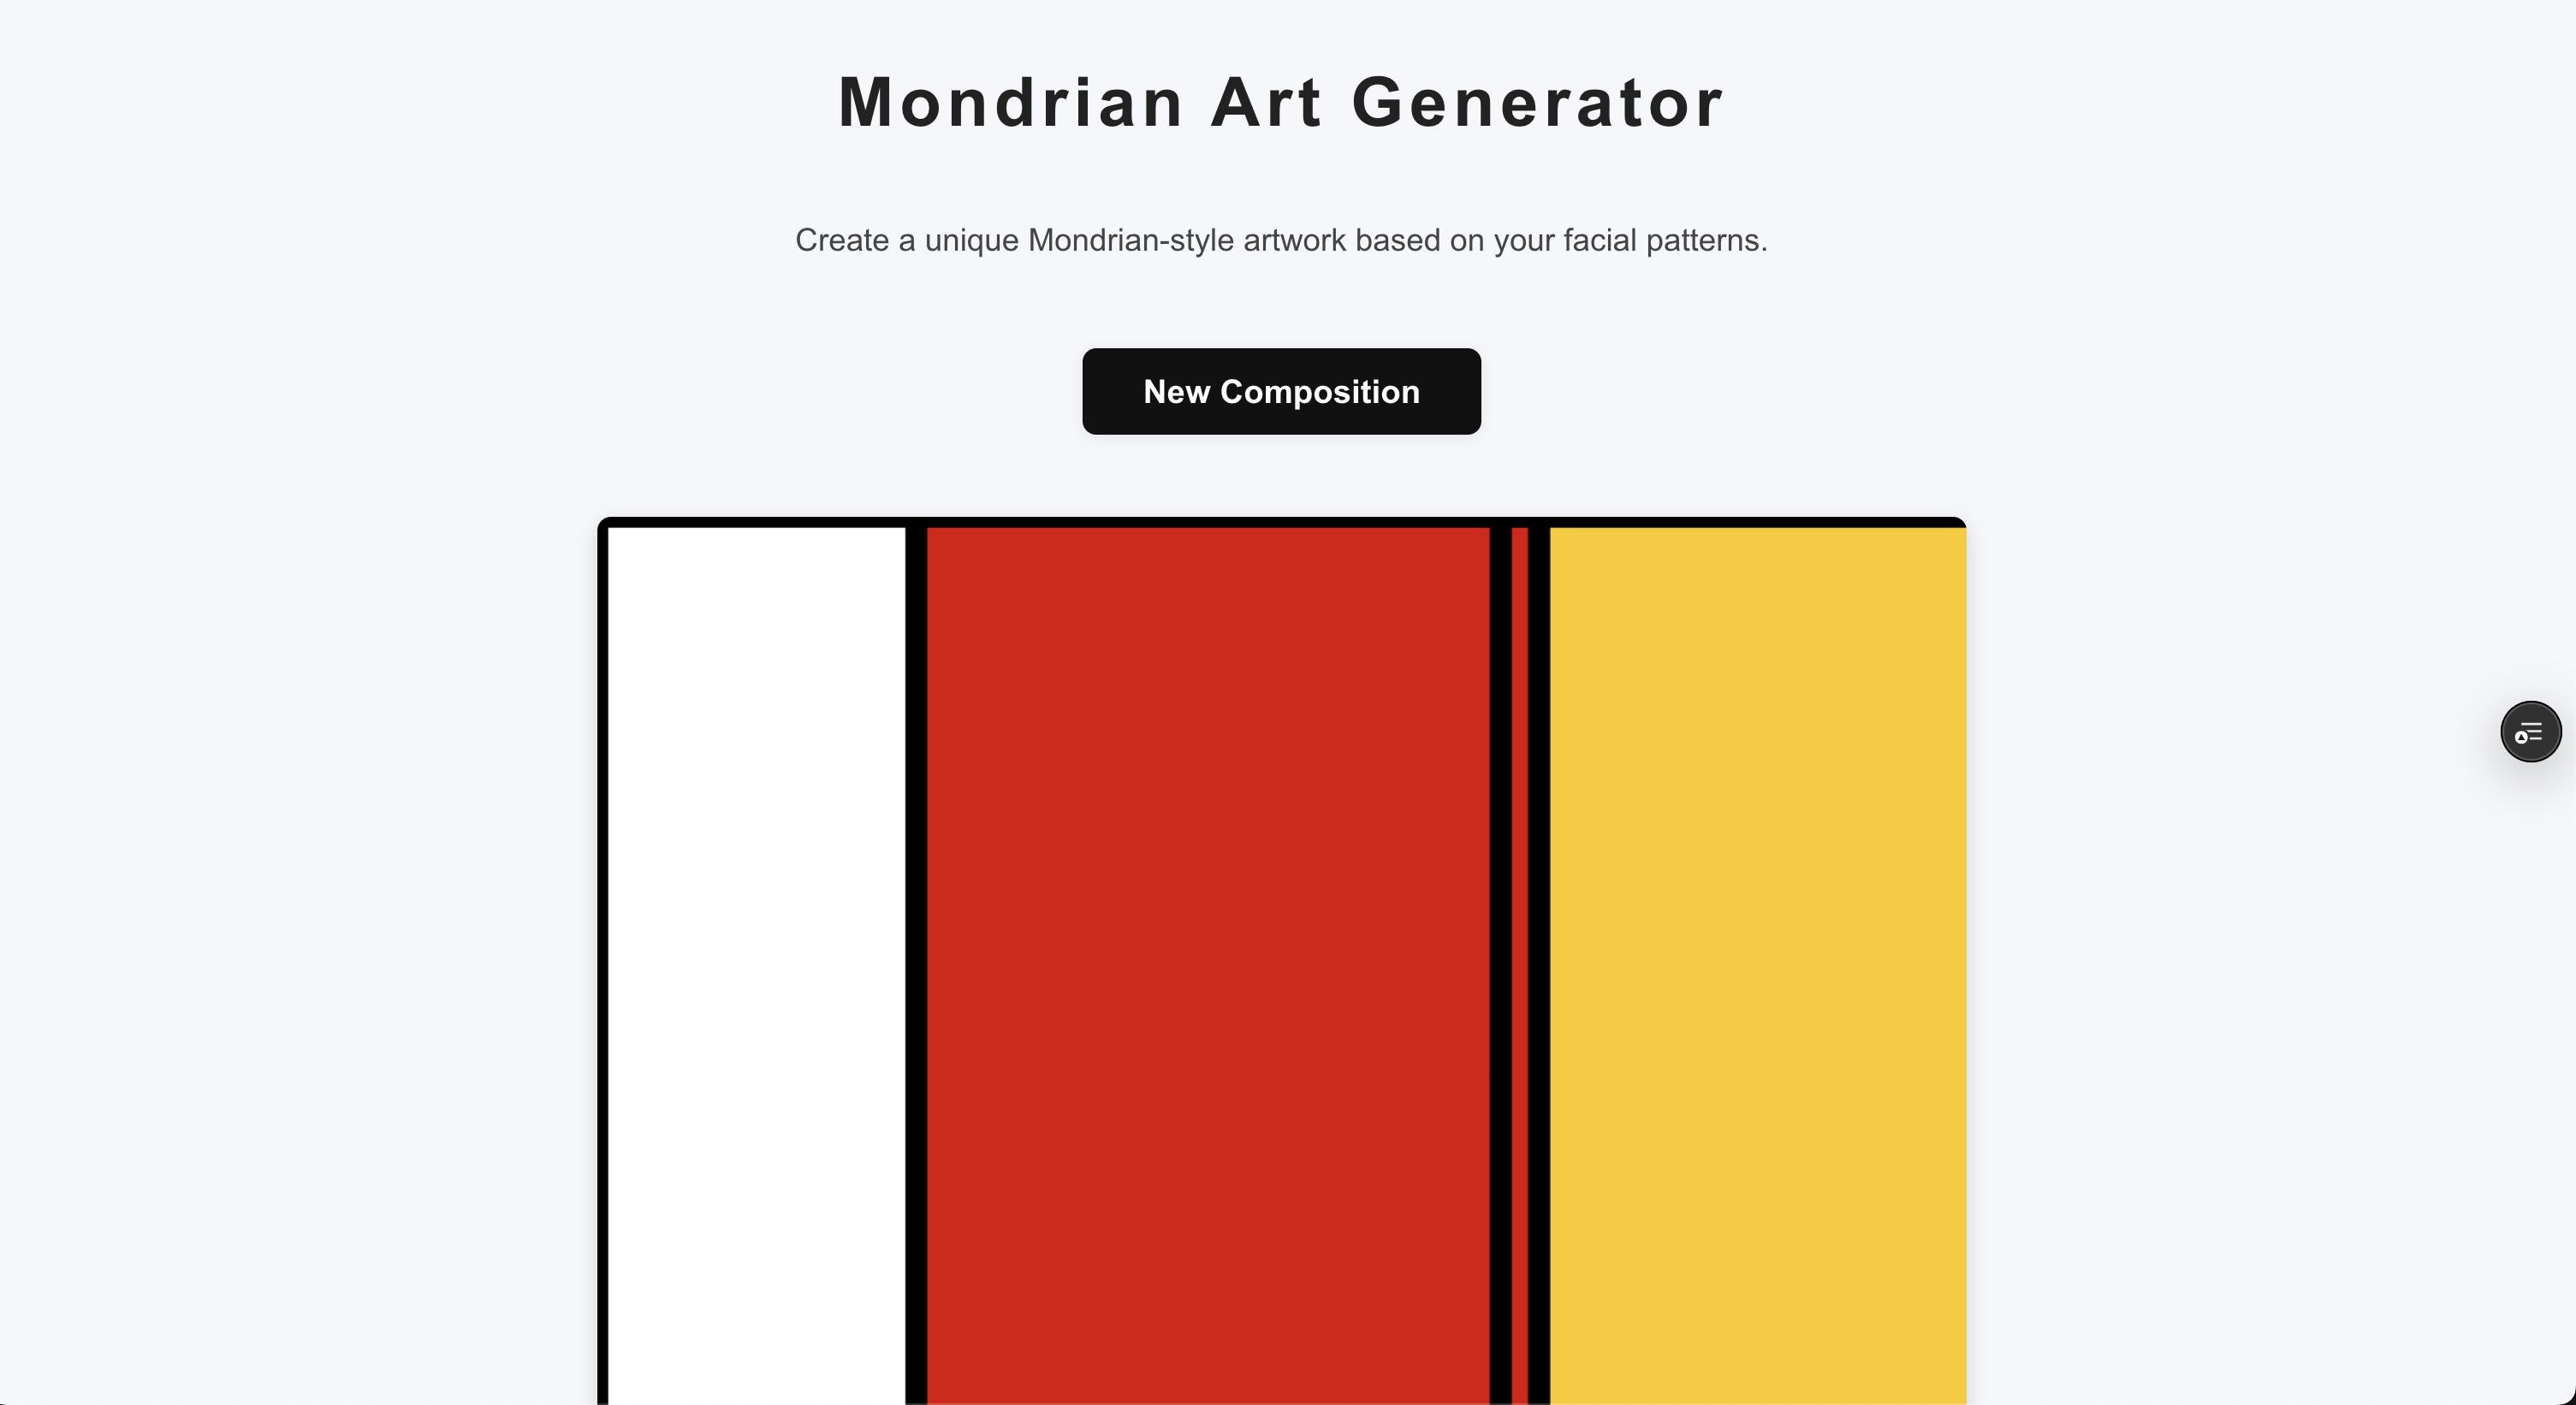 Mondrian Art Generator
Create a unique Mondrian-style artwork based on your facial patterns.
New Composition